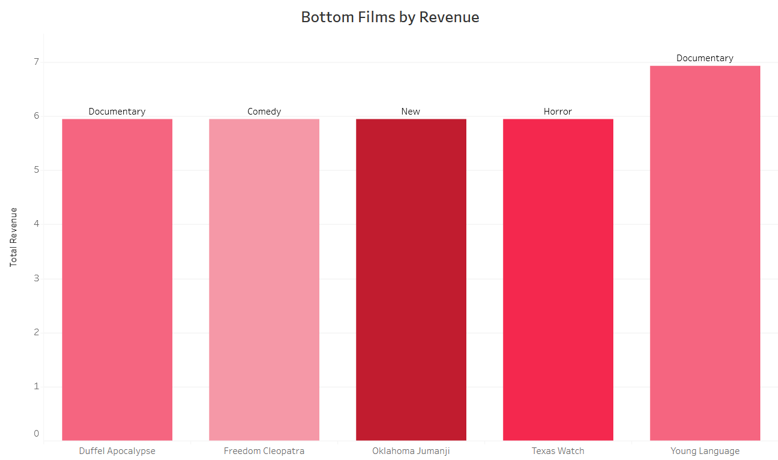 Bottom Films by Revenue
Total Revenue
7
6
5
4
3
2
1
0
Documentary
Comedy
New
Horror
Documentary
Duffel Apocalypse
Freedom Cleopatra
Oklahoma Jumanji
Texas Watch
Young Language